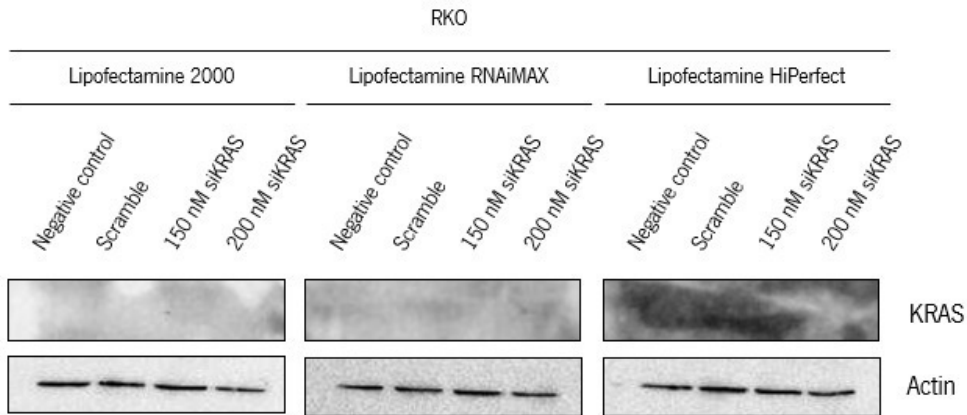 RKO
Lipofectamine 2000
Lipofectamine RNAiMAX
Lipofectamine HiPerfect
Negative control
Scramble
150 nM siKRAS
200 nM siKRAS
Negative control
Scramble
150 nM siKRAS
200 nM siKRAS
Negative control
Scramble
150 nM siKRAS
200 nM siKRAS
KRAS
Actin